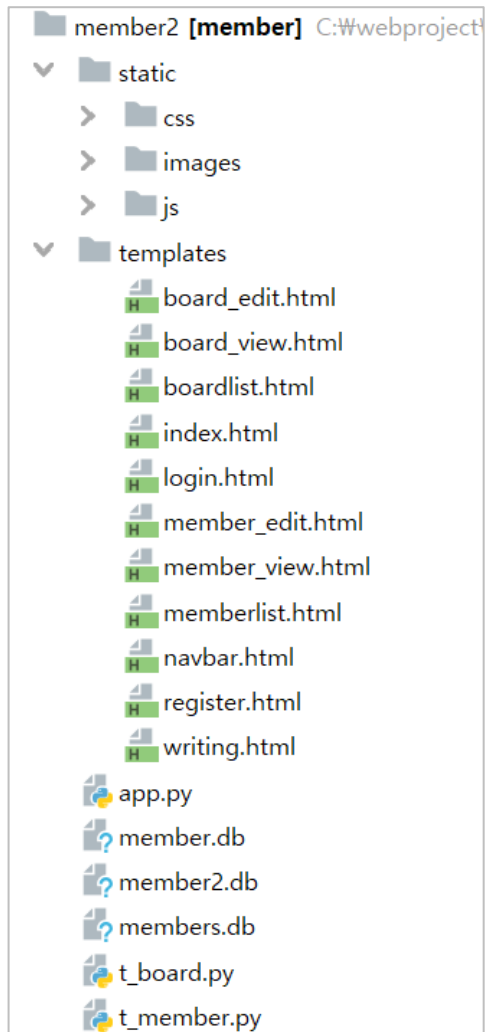 member2 [member] C:₩webproject
static
css
images
js
templates
board_edit.html
board_view.html
boardlist.html
index.html
login.html
member_edit.html
member_view.html
memberlist.html
navbar.html
register.html
writing.html
app.py
member.db
member2.db
members.db
t_board.py
t_member.py